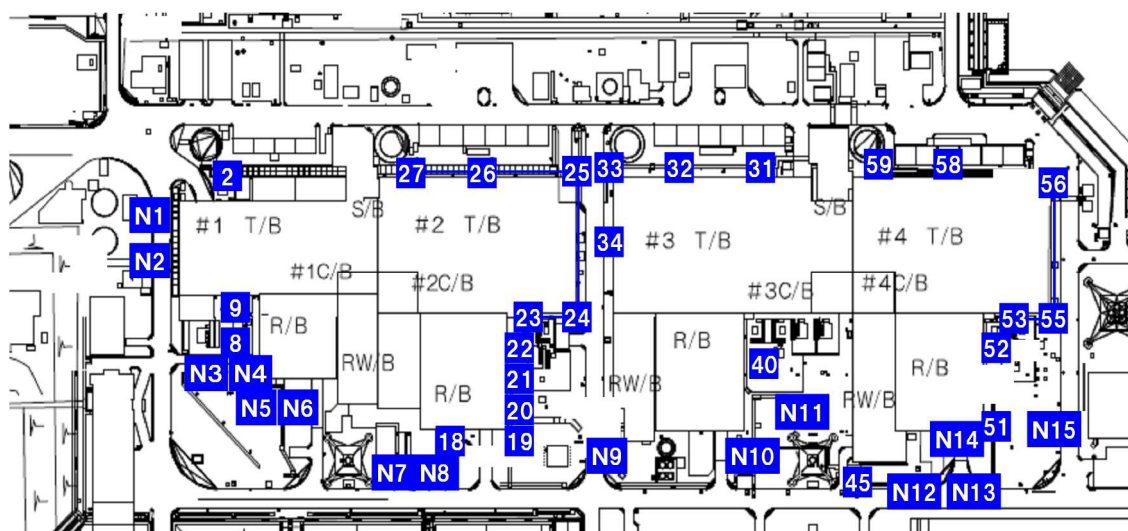 2
27
26
25
33
32
31
59
58
56
N1
N2
#1 T/B
S/B
#2 T/B
34
#3 T/B
S/B
#4 T/B
#1C/B
#2C/B
#3C/B
#4C/B
9
8
R/B
23
24
53
55
22
52
RW/B
R/B
40
R/B
N3
N4
21
RW/B
R/B
N5
N6
20
N11
RW/B
18
19
51
N15
N14
N7
N8
N9
N10
45
N12
N13